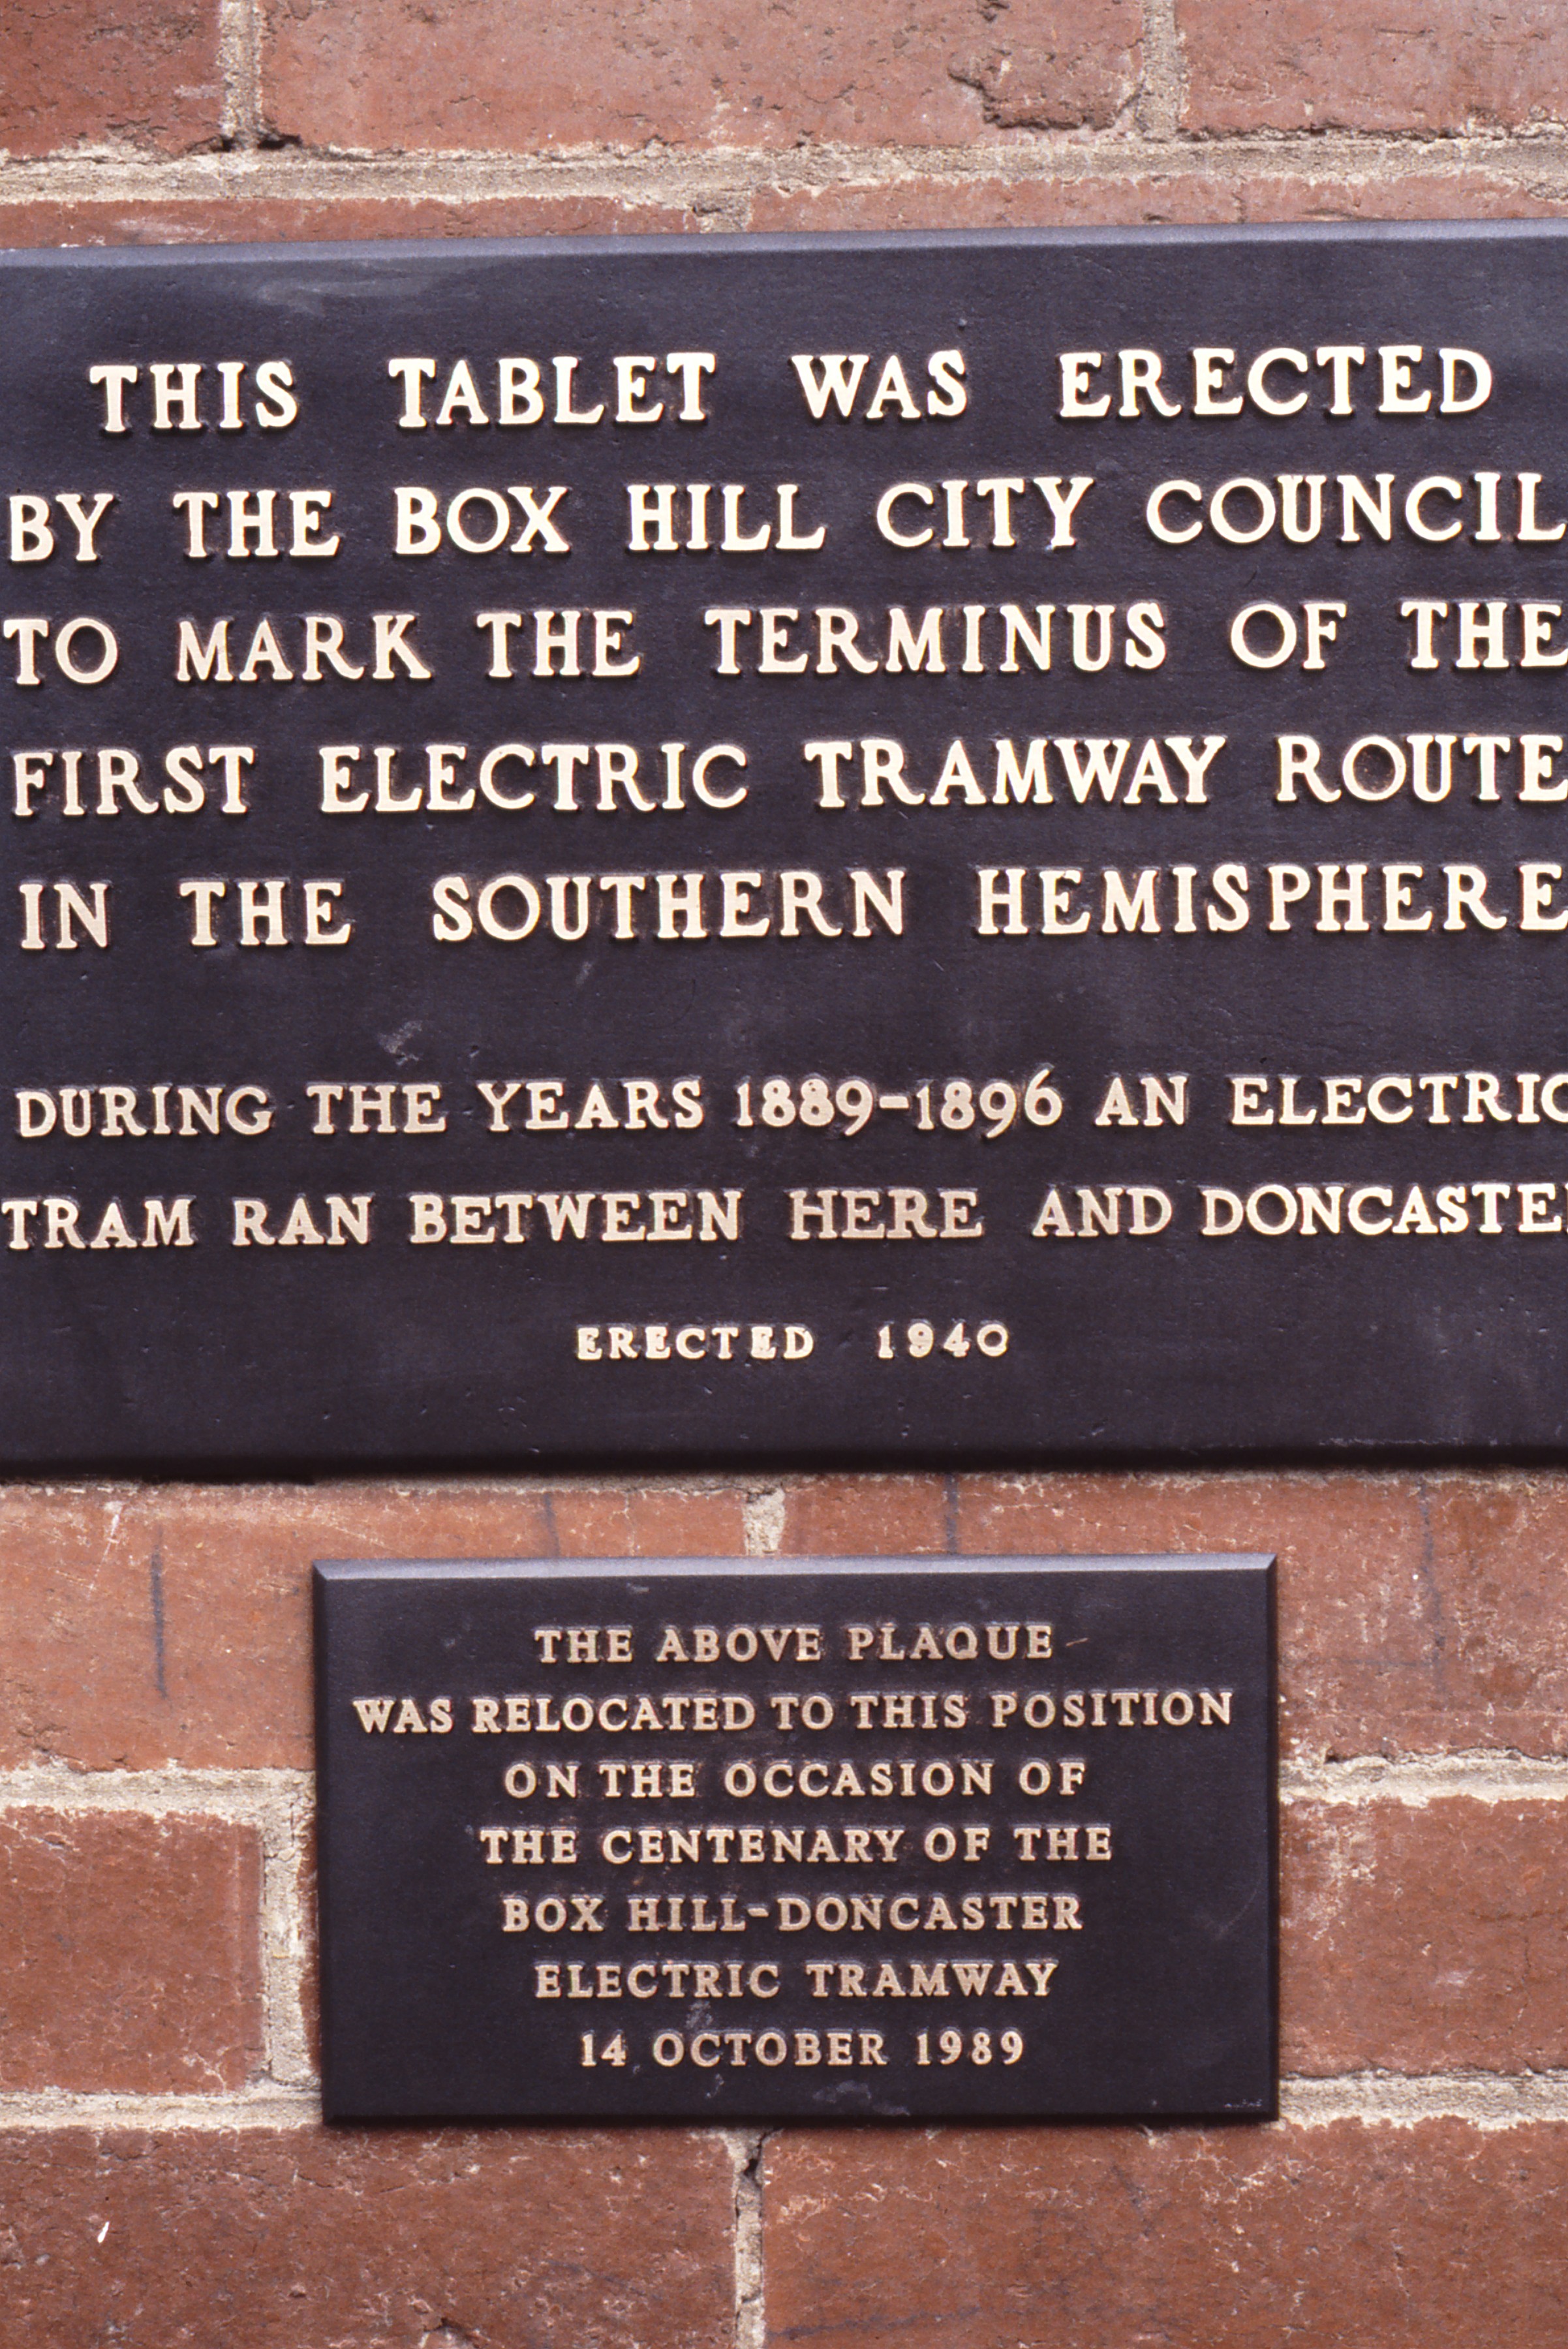 THIS TABLET WAS ERECTED
BY THE BOX HILL CITY COUNCIL
TO MARK THE TERMINUS OF THE
FIRST ELECTRIC TRAMWAY ROUTE
IN THE SOUTHERN HEMISPHERE
DURING THE YEARS 1889-1896 AN ELECTRIC
TRAM RAN BETWEEN HERE AND DONCASTER
ERECTED 1940
THE ABOVE PLAQUE
WAS RELOCATED TO THIS POSITION
ON THE OCCASION OF
THE CENTENARY OF THE
BOX HILL-DONCASTER
ELECTRIC TRAMWAY
14 OCTOBER 1989